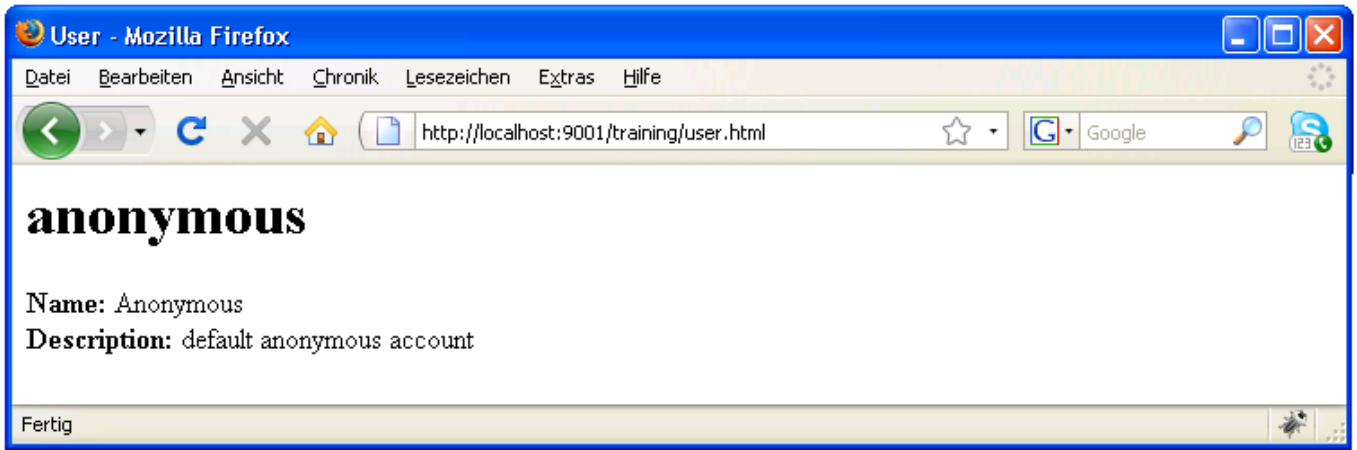 User - Mozilla Firefox
Datei Bearbeiten Ansicht Chronik Lesezeichen Extras Hilfe
http://localhost:9001/training/user.html G Google 123
anonymous
Name: Anonymous
Description: default anonymous account
Fertig